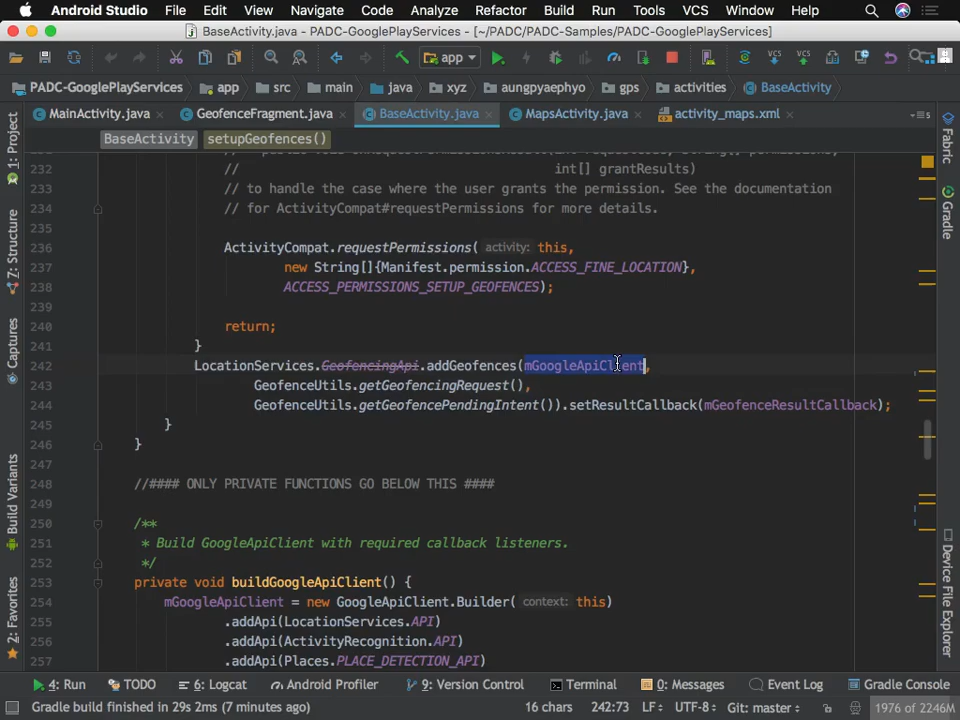 Android Studio File Edit View Navigate Code Analyze Refactor Build Run Tools VCS Window Help
BaseActivity.java - PADC-GooglePlayServices - [~/PADC/PADC-Samples/PADC-GooglePlayServices]
app
PADC-GooglePlayServices app src main java xyz aungpyaephyo gps activities BaseActivity
MainActivity.java GeofenceFragment.java BaseActivity.java MapsActivity.java activity_maps.xml
BaseActivity setupGeofences()
232 // int[] grantResults)
233 // to handle the case where the user grants the permission. See the documentation
234 // for ActivityCompat#requestPermissions for more details.
235
236 ActivityCompat.requestPermissions( activity: this,
237 new String[]{Manifest.permission.ACCESS_FINE_LOCATION},
238 ACCESS_PERMISSIONS_SETUP_GEOFENCES);
239
240 return;
241 }
242 LocationServices.GeofencingApi.addGeofences(mGoogleApiClient,
243 GeofenceUtils.getGeofencingRequest(),
244 GeofenceUtils.getGeofencePendingIntent()).setResultCallback(mGeofenceResultCallback);
245 }
246 }
247
248 //#### ONLY PRIVATE FUNCTIONS GO BELOW THIS ####
249
250 /**
251 * Build GoogleApiClient with required callback listeners.
252 */
253 private void buildGoogleApiClient() {
254 mGoogleApiClient = new GoogleApiClient.Builder( context: this)
255 .addApi(LocationServices.API)
256 .addApi(ActivityRecognition.API)
257 .addApi(Places.PLACE_DETECTION_API)
1: Project
7: Structure
Captures
Build Variants
2: Favorites
Fabric
Gradle
Device File Explorer
4: Run TODO 6: Logcat Android Profiler 9: Version Control Terminal 0: Messages Event Log Gradle Console
Gradle build finished in 29s 2ms (7 minutes ago) 16 chars 242:73 LF÷ UTF-8÷ Git: master÷ 1976 of 2246M